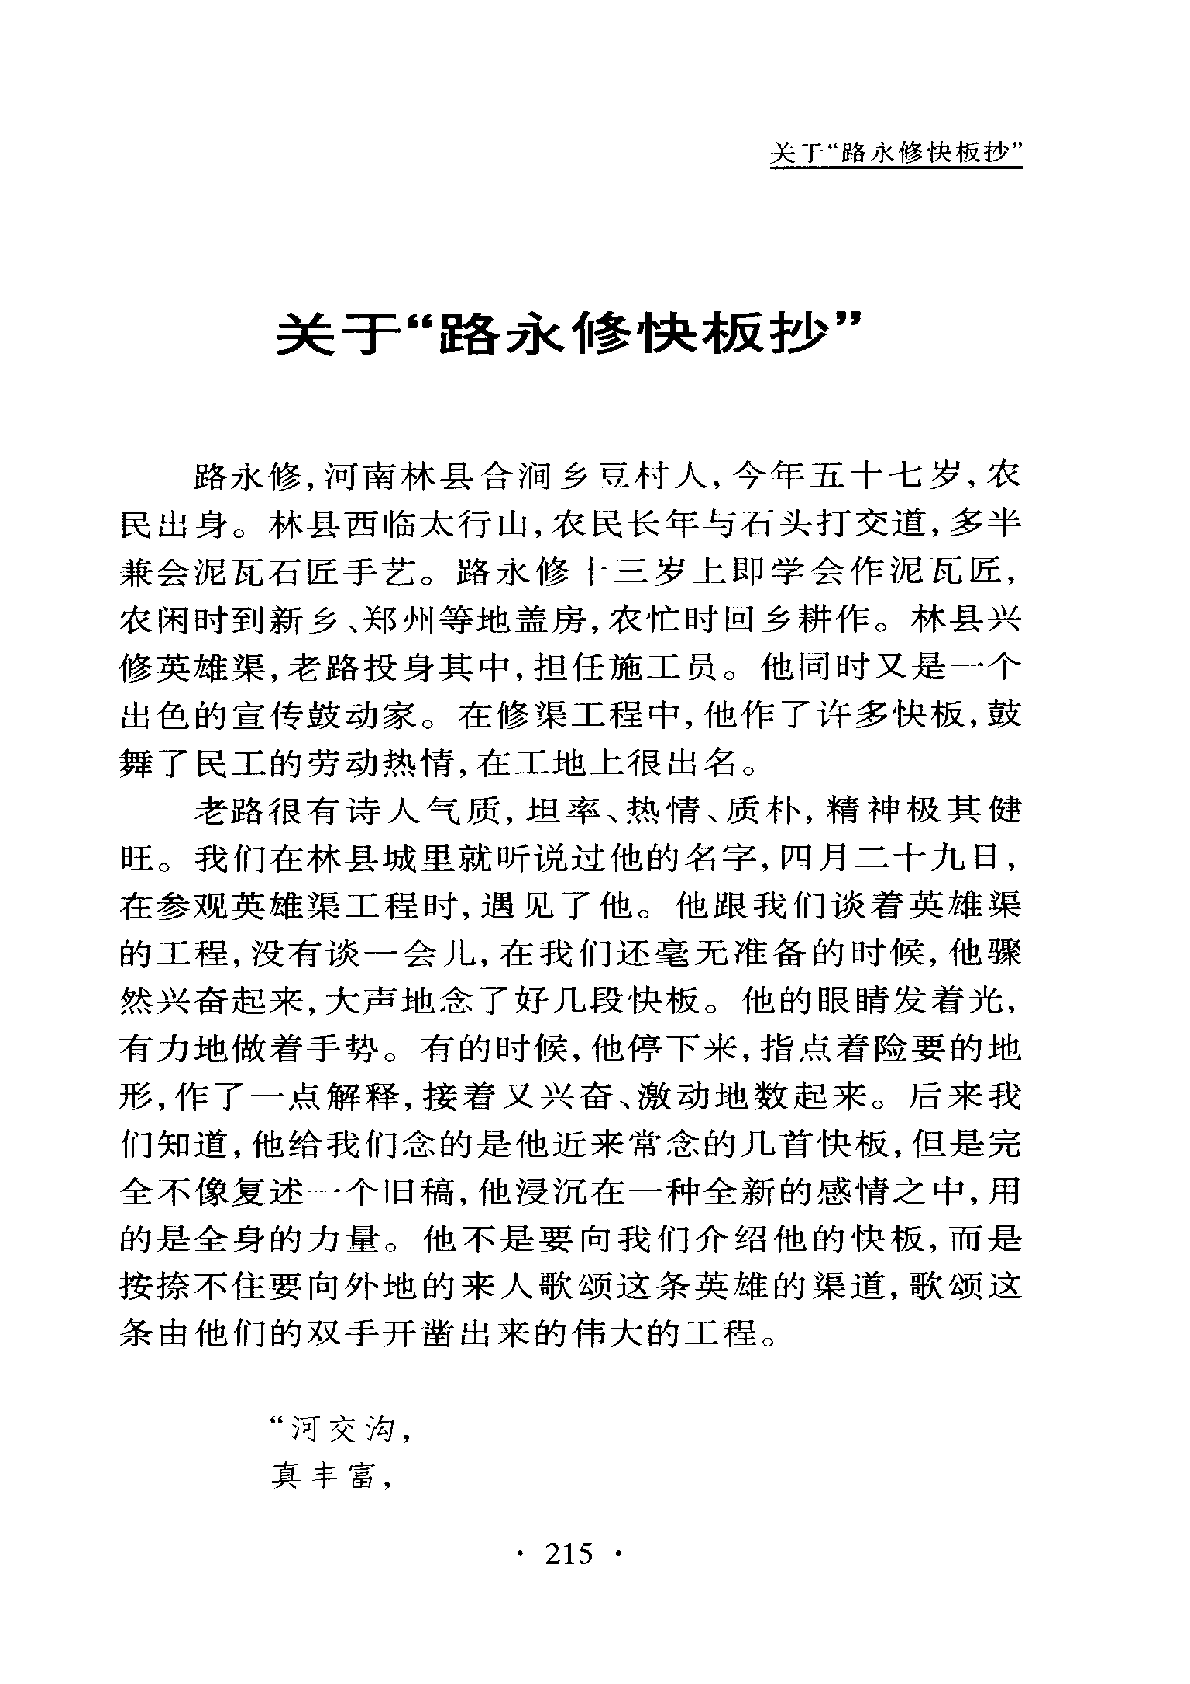 关于“路永修快板抄”
关于“路永修快板抄”
路永修,河南林县合涧乡豆村人,今年五十七岁,农
民出身。林县西临太行山,农民长年与石头打交道,多半
兼会泥瓦石匠手艺。路永修十三岁上即学会作泥瓦匠,
农闲时到新乡、郑州等地盖房,农忙时回乡耕作。林县兴
修英雄渠,老路投身其中,担任施工员。他同时又是一个
出色的宣传鼓动家。在修渠工程中,他作了许多快板,鼓
舞了民工的劳动热情,在工地上很出名。
老路很有诗人气质,坦率、热情、质朴,精神极其健
旺。我们在林县城里就听说过他的名字,四月二十九日,
在参观英雄渠工程时,遇见了他。他跟我们谈着英雄渠
的工程,没有谈一会儿,在我们还毫无准备的时候,他骤
然兴奋起来,大声地念了好几段快板。他的眼睛发着光,
有力地做着手势。有的时候,他停下来,指点着险要的地
形,作了一点解释,接着又兴奋、激动地数起来。后来我
们知道,他给我们念的是他近来常念的几首快板,但是完
全不像复述一个旧稿,他浸沉在一种全新的感情之中,用
的是全身的力量。他不是要向我们介绍他的快板,而是
按捺不住要向外地的来人歌颂这条英雄的渠道,歌颂这
条由他们的双手开凿出来的伟大的工程。
“河交沟,
真丰富,
· 215 ·